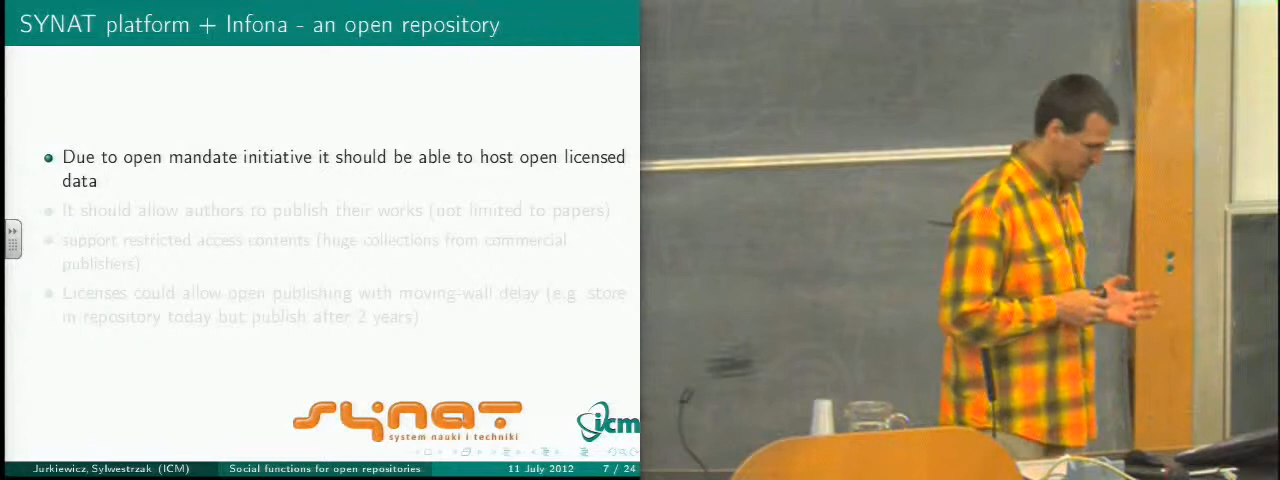 SYNAT platform + Infona - an open repository
Due to open mandate initiative it should be able to host open licensed
data
It should allow authors to publish their works (not limited to papers)
support restricted access contents (huge collections from commercial
publishers)
Licenses could allow open publishing with moving-wall delay (e.g. store
in repository today but publish after 2 years)
synat
system nauki i techniki
icm
Jurkiewicz, Sylwestrzak (ICM) Social functions for open repositories 11 July 2012 7 / 24